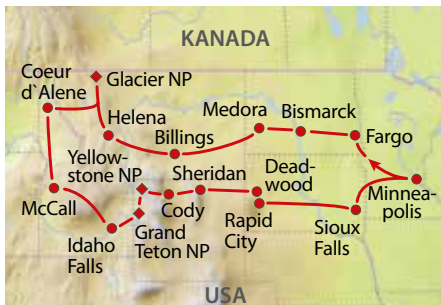 KANADA
Coeur
d`Alene
Glacier NP
Helena
Medora
Bismarck
Fargo
Billings
Yellow-
stone NP
Sheridan
Dead-
wood
Minnea-
polis
McCall
Cody
Rapid
City
Sioux
Falls
Idaho
Falls
Grand
Teton NP
USA